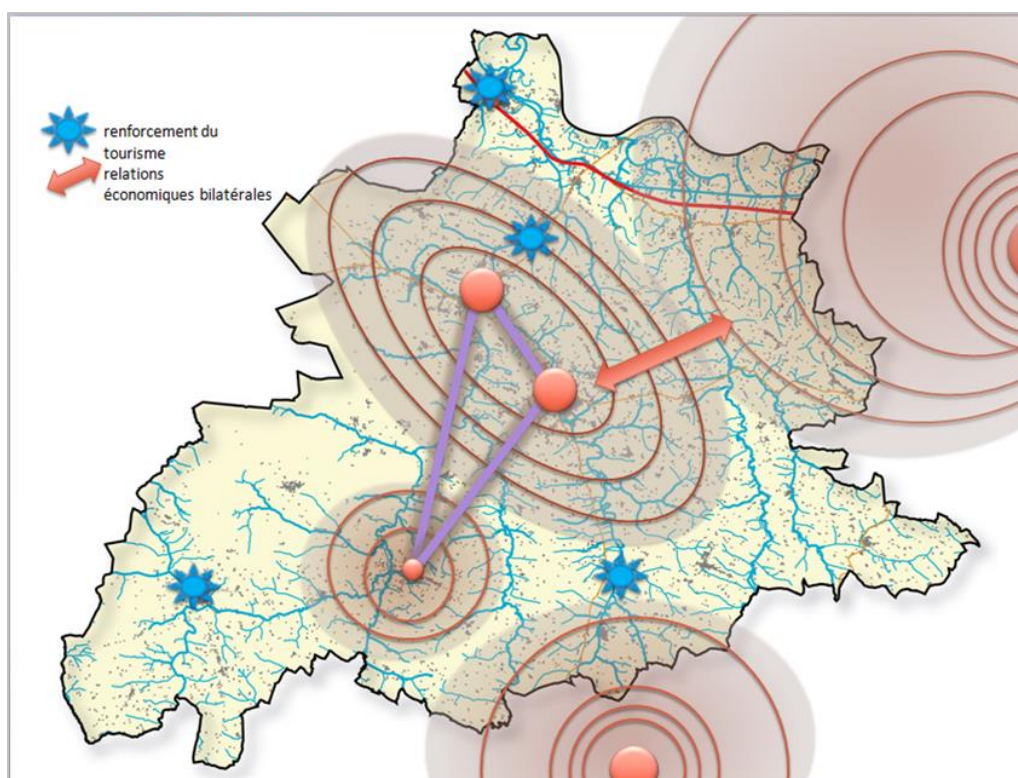 renforcement du
tourisme
relations
économiques bilatérales